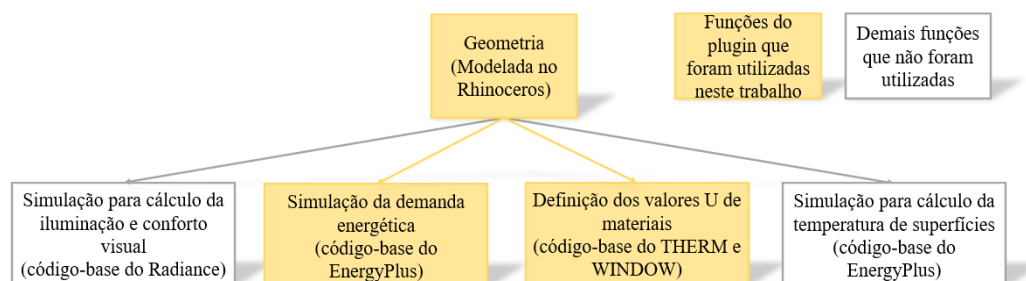 Geometria
(Modelada no
Rhinoceros)
Funções do
plugin que
foram utilizadas
neste trabalho
Demais funções
que não foram
utilizadas
Simulação para cálculo da
iluminação e conforto
visual
(código-base do Radiance)
Simulação da demanda
energética
(código-base do
EnergyPlus)
Definição dos valores U de
materiais
(código-base do THERM e
WINDOW)
Simulação para cálculo da
temperatura de superfícies
(código-base do
EnergyPlus)